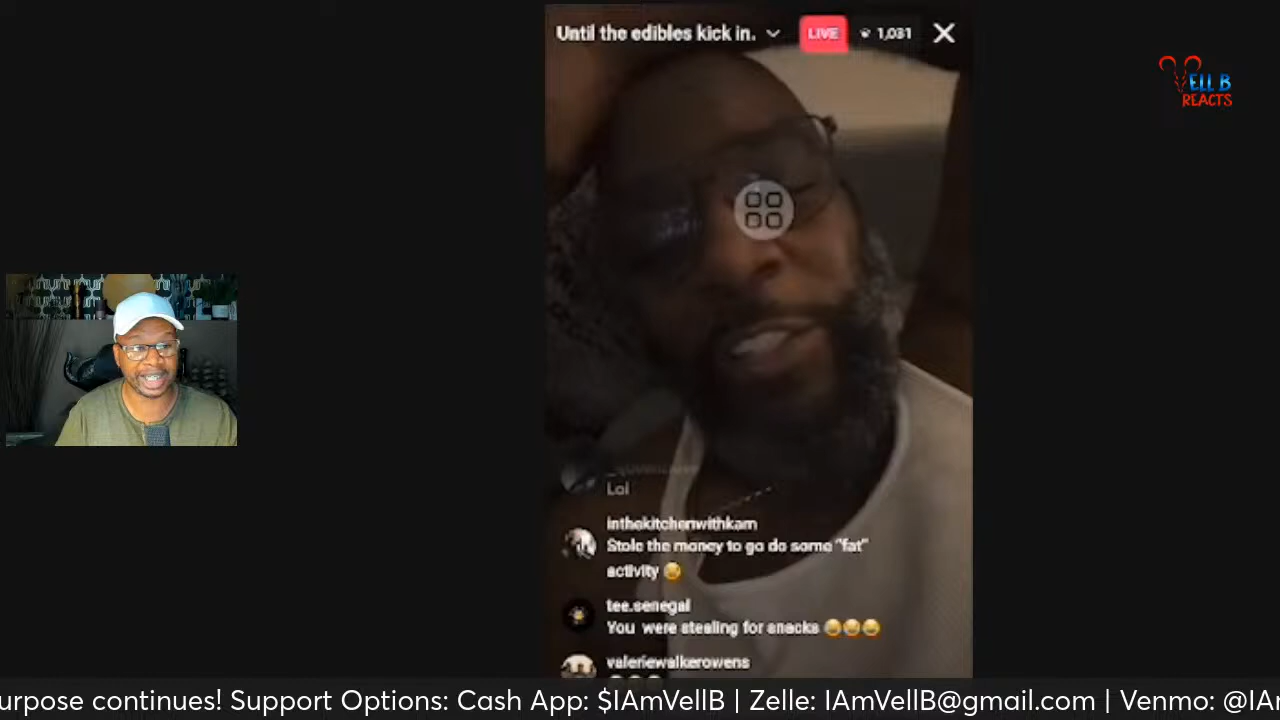 Until the edibles kick in.
LIVE
1,031
ELL B
REACTS
Lol
inthekitchenwithkam
Stole the money to go do some "fat"
activity
tee.senegal
You were stealing for snacks
valeriewalkerowens
urpose continues! Support Options: Cash App: $IAmVellB | Zelle: IAmVellB@gmail.com | Venmo: @IAm